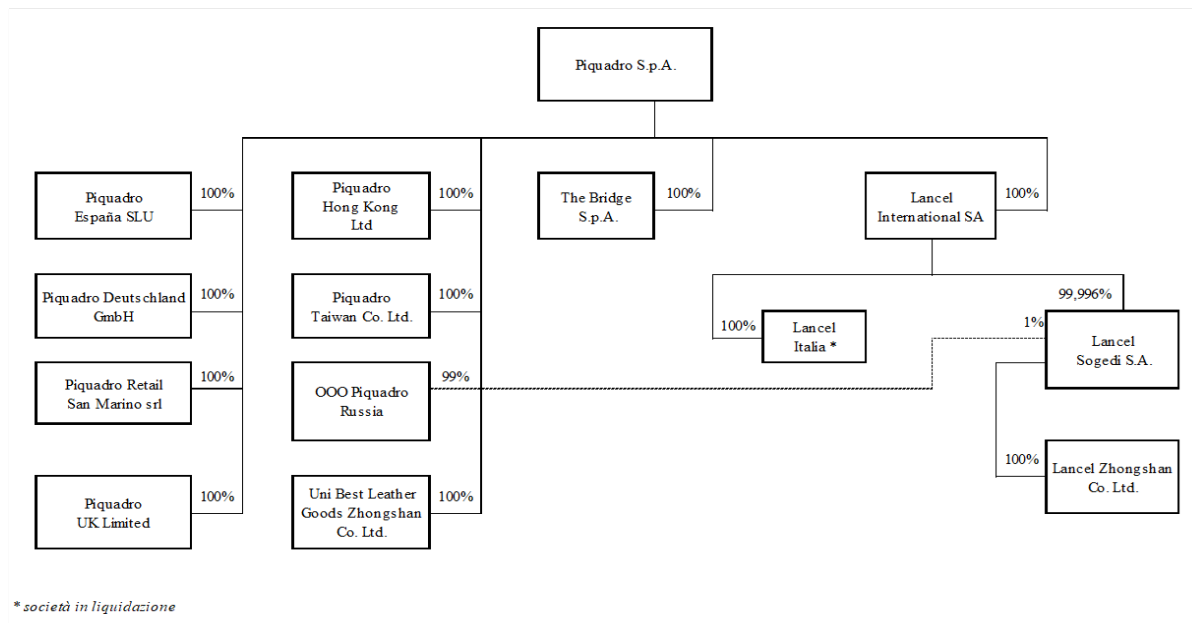 Piquadro S.p.A.
Piquadro
España SLU
100%
Piquadro
Hong Kong
Ltd
100%
The Bridge
S.p.A.
100%
Lancel
International SA
100%
Piquadro Deutschland
GmbH
100%
Piquadro
Taiwan Co. Ltd.
100%
100%
Lancel
Italia *
99,996%
1%
Lancel
Sogedi S.A.
Piquadro Retail
San Marino srl
100%
OOO Piquadro
Russia
99%
Piquadro
UK Limited
100%
Uni Best Leather
Goods Zhongshan
Co. Ltd.
100%
100%
Lancel Zhongshan
Co. Ltd.
* società in liquidazione